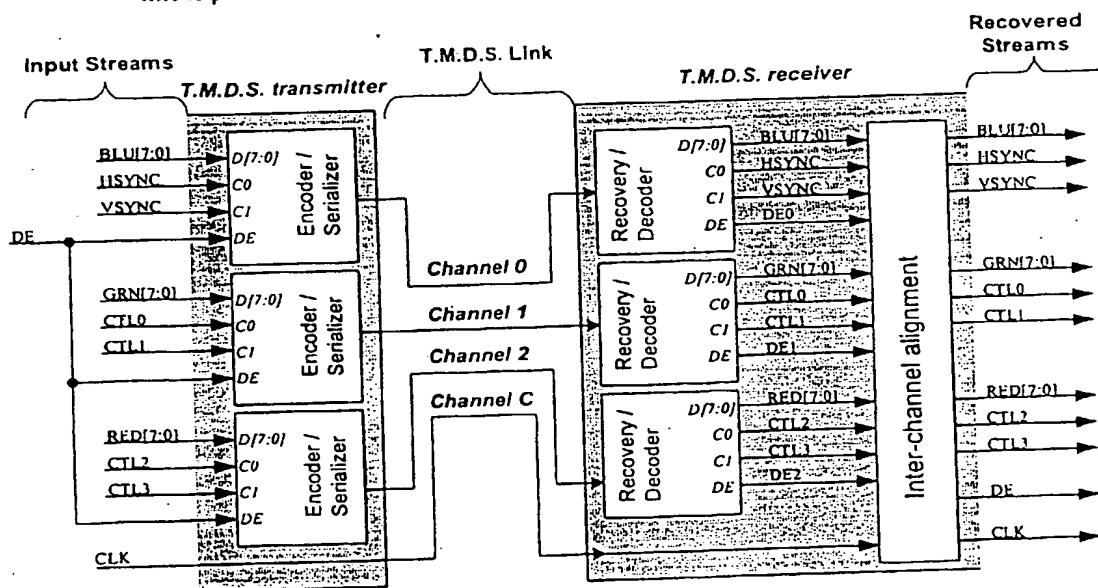 Recovered
Streams
Input Streams
T.M.D.S. Link
T.M.D.S. transmitter
T.M.D.S. receiver
BLU[7:0]
HSYNC
VSYNC
DE
D[7:0]
C0
C1
DE
Encoder /
Serializer
GRN[7:0]
CTL0
CTL1
D[7:0]
C0
C1
DE
Encoder /
Serializer
RED[7:0]
CTL2
CTL3
D[7:0]
C0
C1
DE
Encoder /
Serializer
CLK
Channel 0
Channel 1
Channel 2
Channel C
Recovery /
Decoder
D[7:0]
C0
C1
DE
BLU[7:0]
HSYNC
VSYNC
DE0
Recovery /
Decoder
D[7:0]
C0
C1
DE
GRN[7:0]
CTL0
CTL1
DE1
Recovery /
Decoder
D[7:0]
C0
C1
DE
RED[7:0]
CTL2
CTL3
DE2
Inter-channel alignment
BLU[7:0]
HSYNC
VSYNC
GRN[7:0]
CTL0
CTL1
RED[7:0]
CTL2
CTL3
DE
CLK